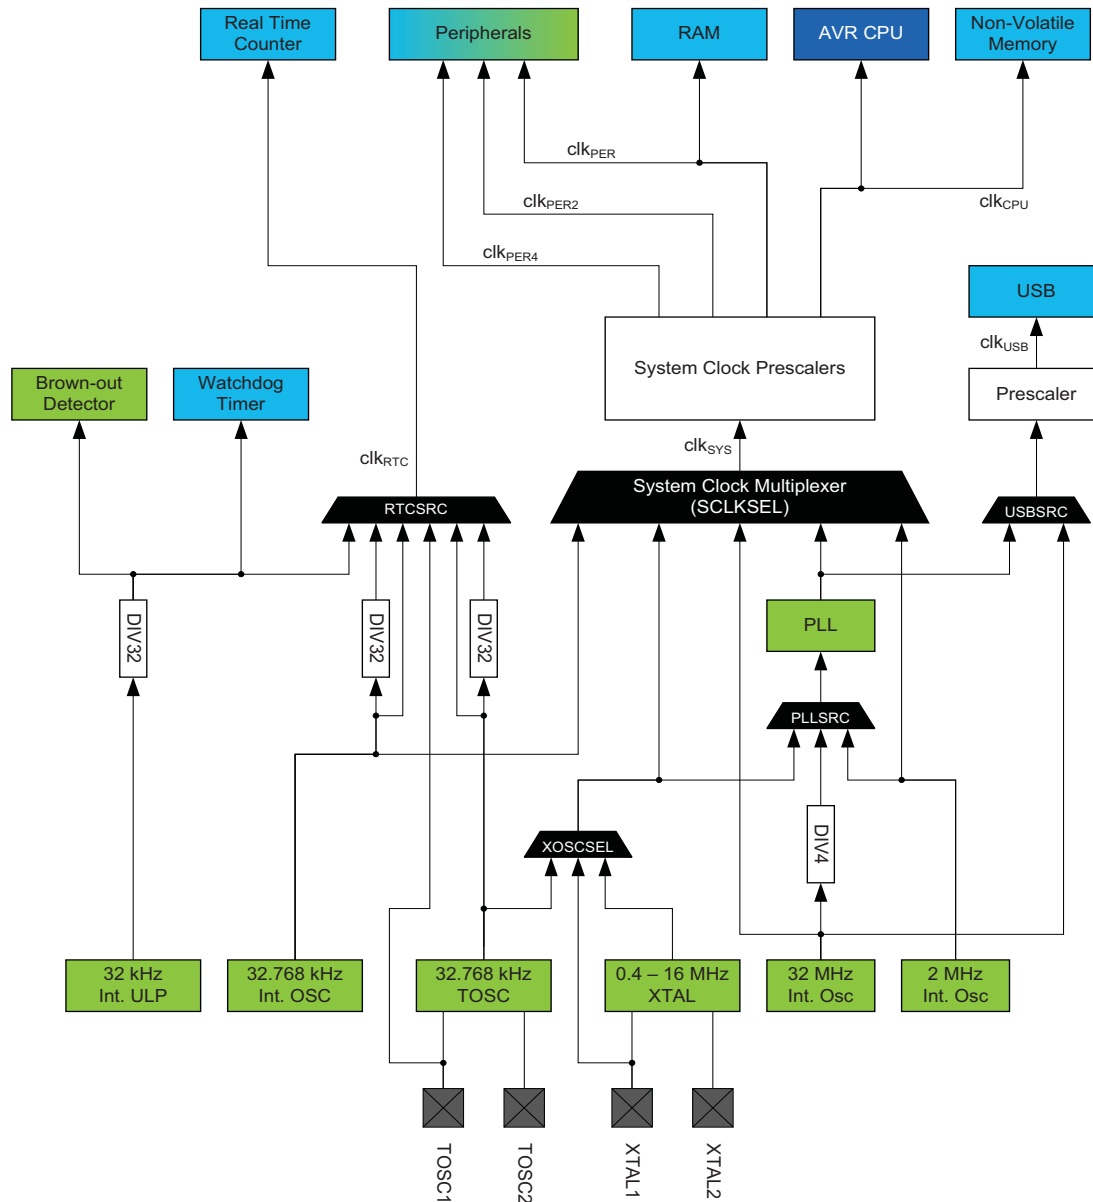 Real Time
Counter
Peripherals
RAM
AVR CPU
Non-Volatile
Memory
clkPER
clkPER2
clkCPU
clkPER4
USB
clkUSB
System Clock Prescalers
Brown-out
Detector
Watchdog
Timer
Prescaler
clkSYS
clkRTC
System Clock Multiplexer
(SCLKSEL)
RTCSRC
USBSRC
DIV32
DIV32
DIV32
PLL
PLLSRC
DIV4
XOSCSEL
32 kHz
Int. ULP
32.768 kHz
Int. OSC
32.768 kHz
TOSC
0.4 – 16 MHz
XTAL
32 MHz
Int. Osc
2 MHz
Int. Osc
TOSC1
TOSC2
XTAL1
XTAL2